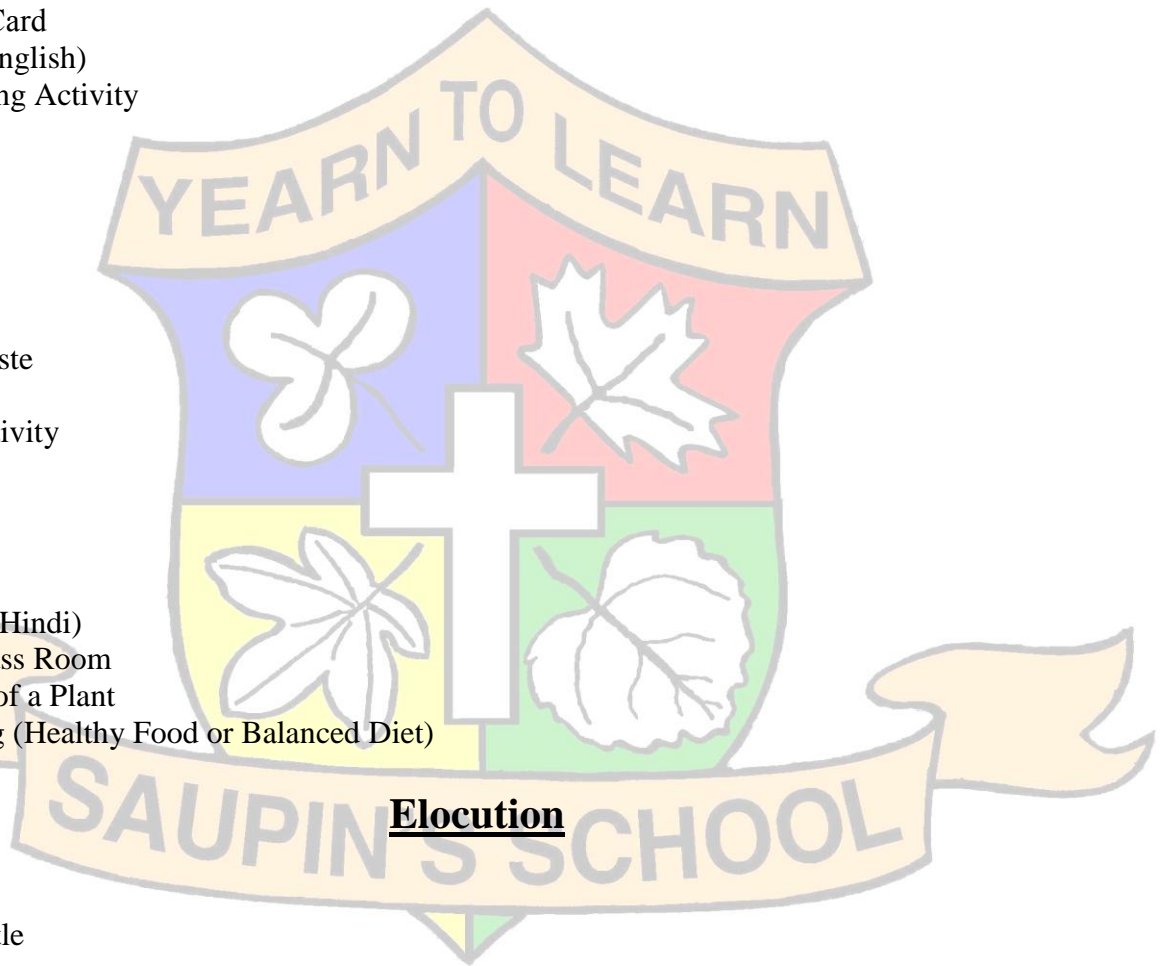 Card
nglish)
ng Activity
YEARN TO LEARN
ste
ivity
Hindi)
ss Room
of a Plant
g (Healthy Food or Balanced Diet)
Elocution
SAUPIN'S SCHOOL
tle